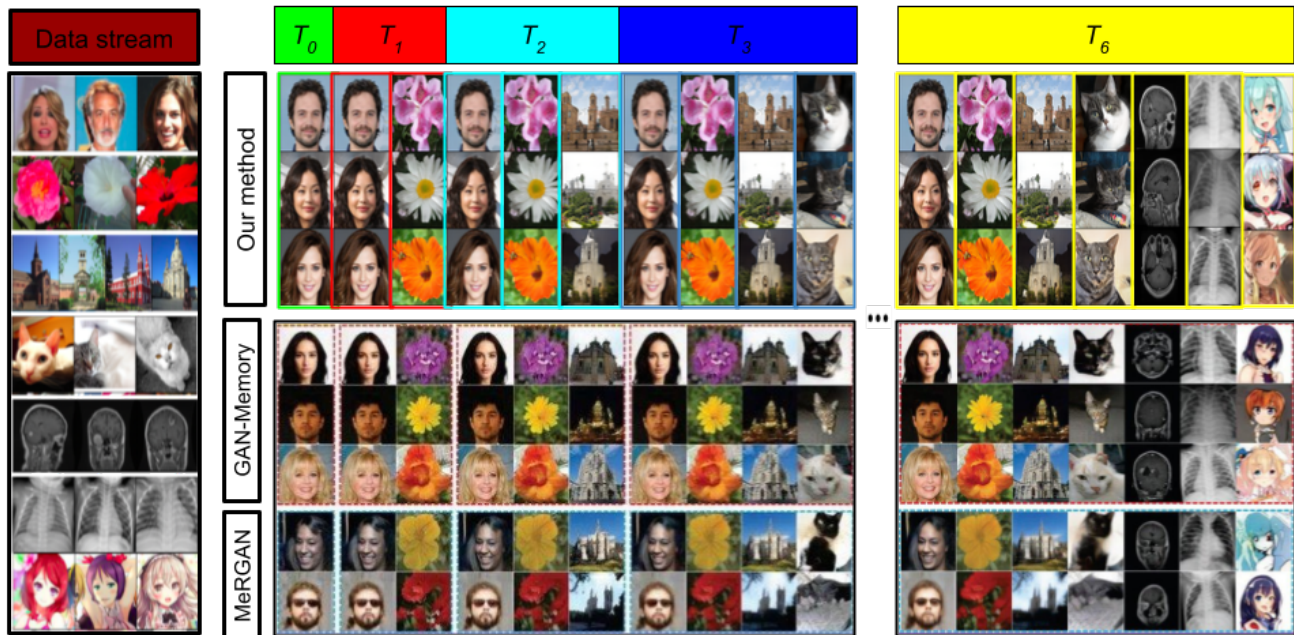 Data stream
T0
T1
T2
T3
T6
Our method
...
GAN-Memory
MeRGAN